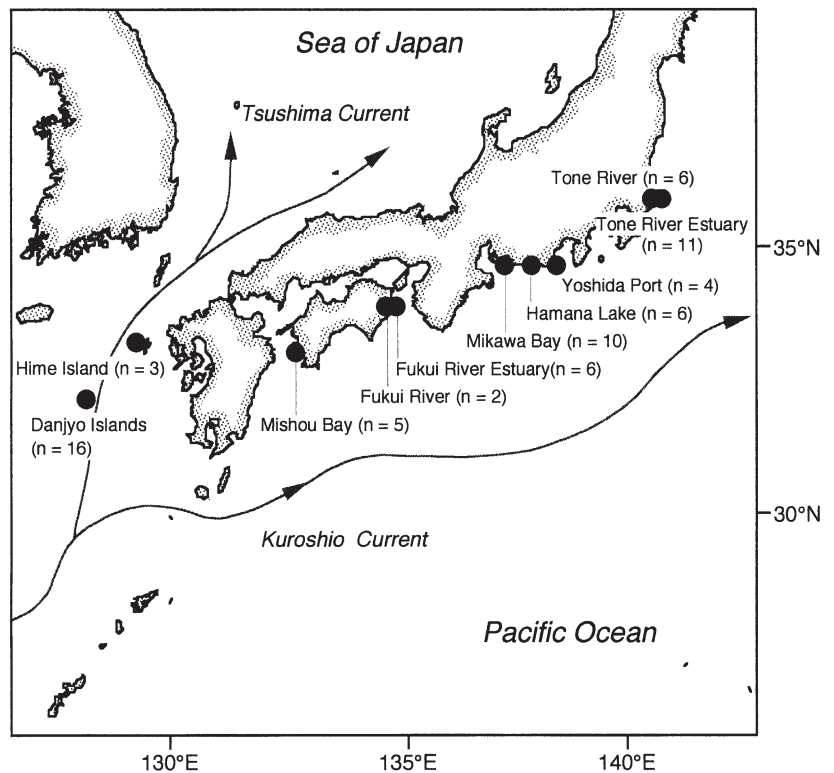 Sea of Japan
Tsushima Current
Tone River (n = 6)
Tone River Estuary
(n = 11)
35°N
Yoshida Port (n = 4)
Hamana Lake (n = 6)
Mikawa Bay (n = 10)
Hime Island (n = 3)
Fukui River Estuary(n = 6)
Fukui River (n = 2)
Danjyo Islands
(n = 16)
Mishou Bay (n = 5)
30°N
Kuroshio Current
Pacific Ocean
130°E
135°E
140°E